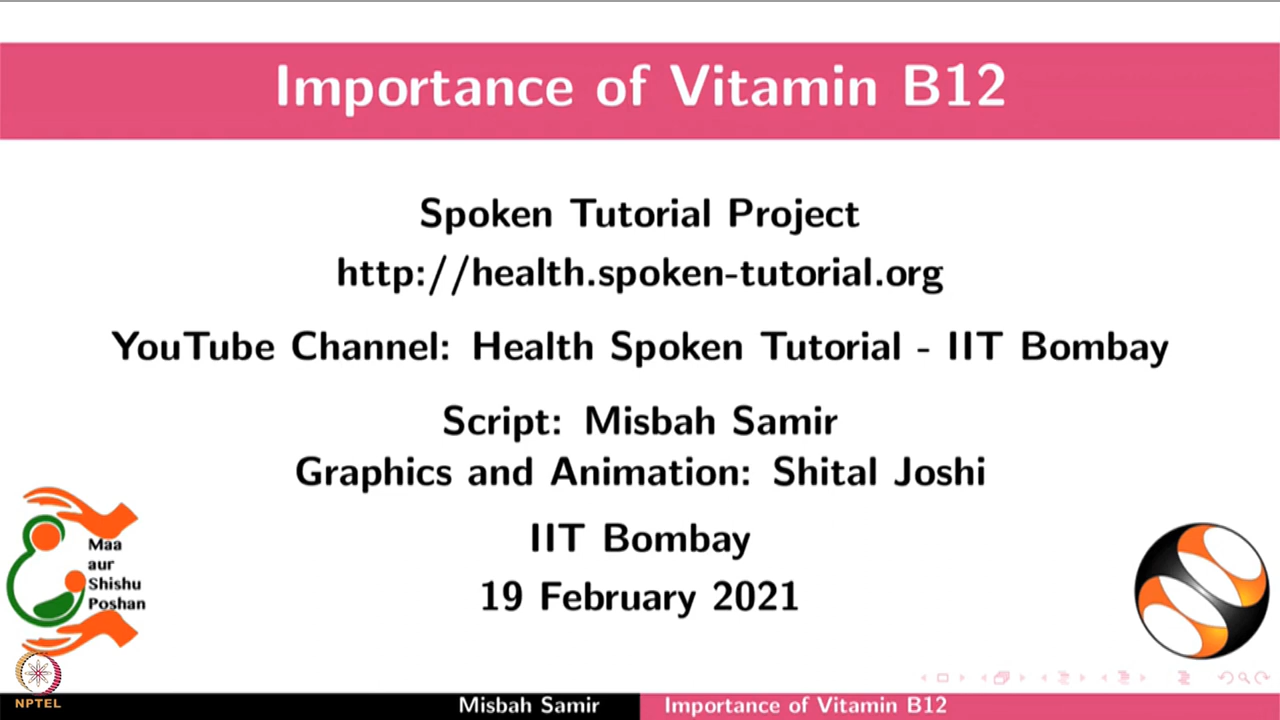 Importance of Vitamin B12
Spoken Tutorial Project
http://health.spoken-tutorial.org
YouTube Channel: Health Spoken Tutorial - IIT Bombay
Script: Misbah Samir
Graphics and Animation: Shital Joshi
IIT Bombay
19 February 2021
Maa
aur
Shishu
Poshan
NPTEL
Misbah Samir
Importance of Vitamin B12